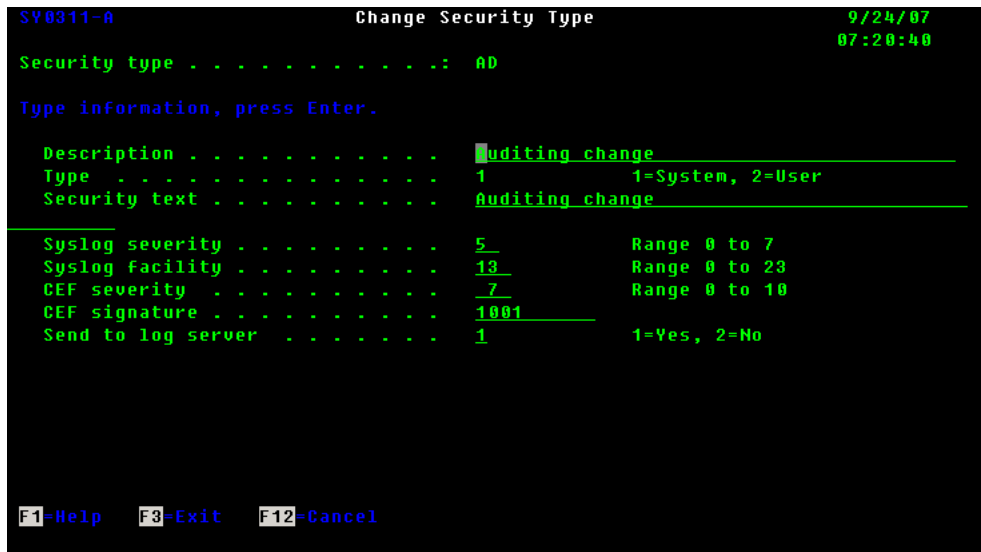 SY0311-A Change Security Type 9/24/07
07:20:40
Security type . . . . . . . . . . .: AD
Type information, press Enter.
Description . . . . . . . . . . . Auditing change
Type . . . . . . . . . . . . . . 1 1=System, 2=User
Security text . . . . . . . . . . Auditing change
Syslog severity . . . . . . . . . 5 Range 0 to 7
Syslog facility . . . . . . . . . 13 Range 0 to 23
CEF severity . . . . . . . . . . 7 Range 0 to 10
CEF signature . . . . . . . . . . 1001
Send to log server . . . . . . . 1 1=Yes, 2=No
F1=Help F3=Exit F12=Cancel